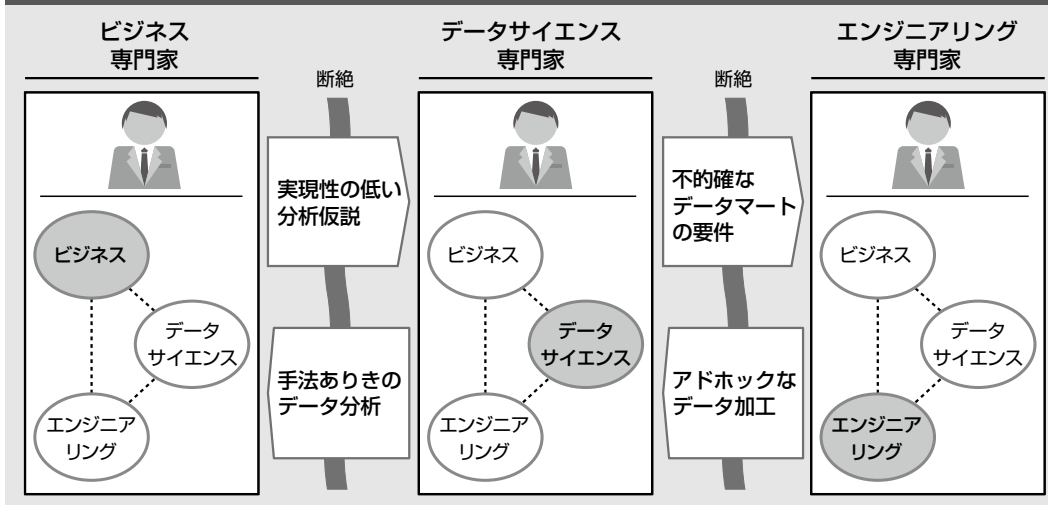 ビジネス
専門家
断絶
データサイエンス
専門家
断絶
エンジニアリング
専門家
ビジネス
データ
サイエンス
エンジニア
リング
実現性の低い
分析仮説
手法ありきの
データ分析
ビジネス
データ
サイエンス
エンジニア
リング
不的確な
データマート
の要件
アドホックな
データ加工
ビジネス
データ
サイエンス
エンジニア
リング